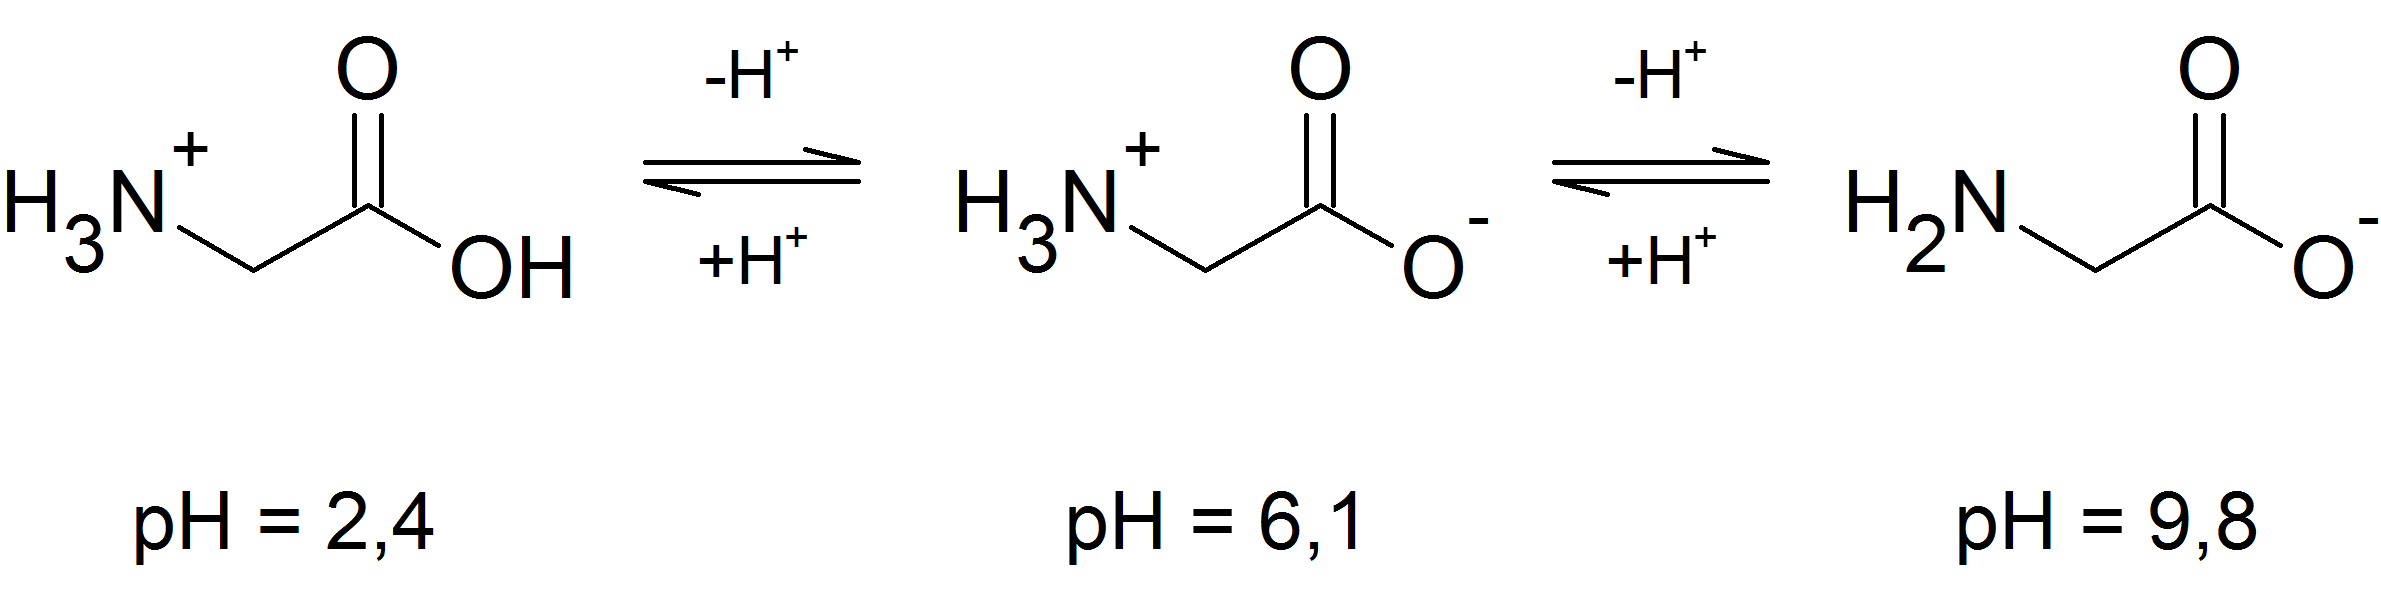 O O O
-H⁺ -H⁺
H₃N⁺ OH H₃N⁺ O⁻ H₂N O⁻
+H⁺ +H⁺
pH = 2,4 pH = 6,1 pH = 9,8